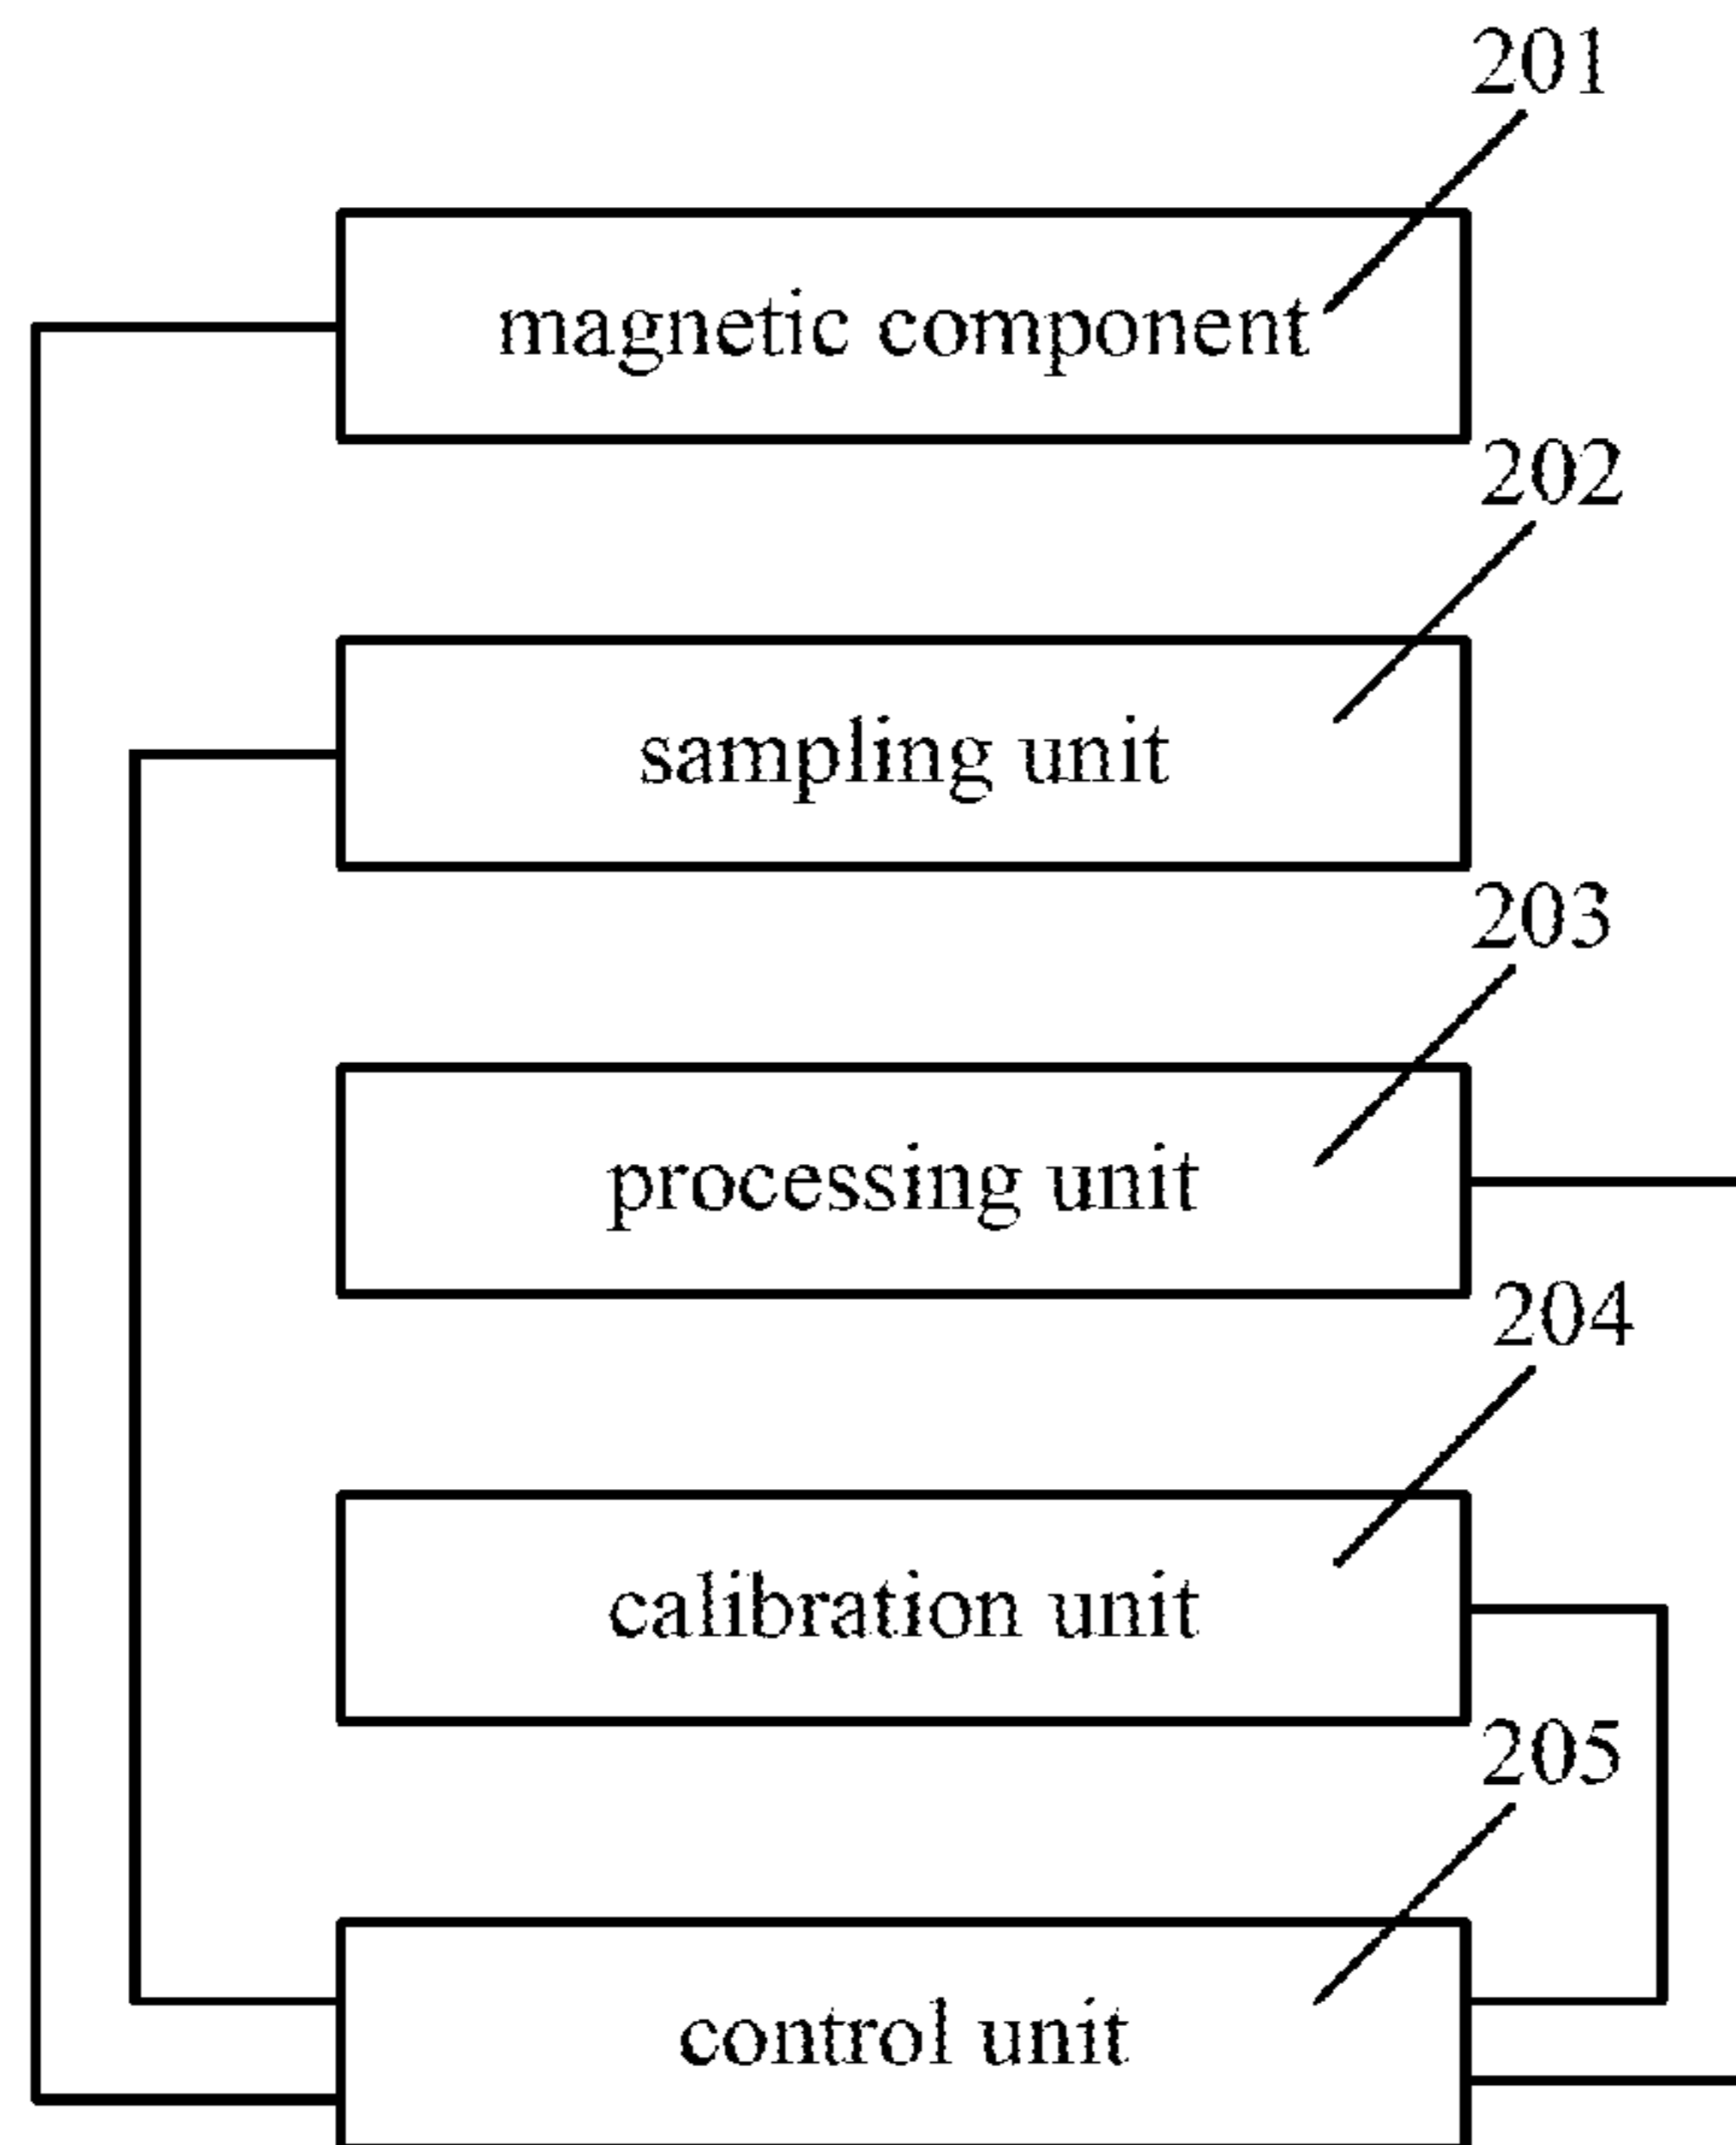 201
magnetic component
202
sampling unit
203
processing unit
204
calibration unit
205
control unit